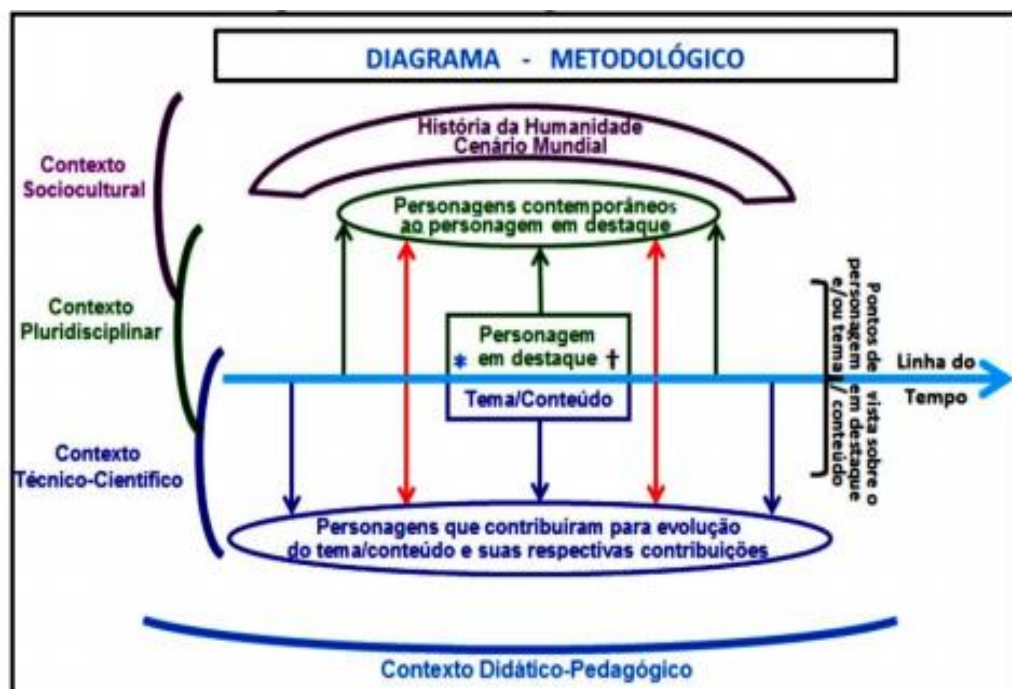 DIAGRAMA - METODOLÓGICO
História da Humanidade
Cenário Mundial
Contexto
Sociocultural
Personagens contemporâneos
ao personagem em destaque
Contexto
Pluridisciplinar
Personagem
* em destaque †
Tema/Conteúdo
Pontos de vista sobre o
personagem em destaque
e/ou tema / conteúdo
Linha do
Tempo
Contexto
Técnico-Científico
Personagens que contribuiram para evolução
do tema/conteúdo e suas respectivas contribuições
Contexto Didático-Pedagógico